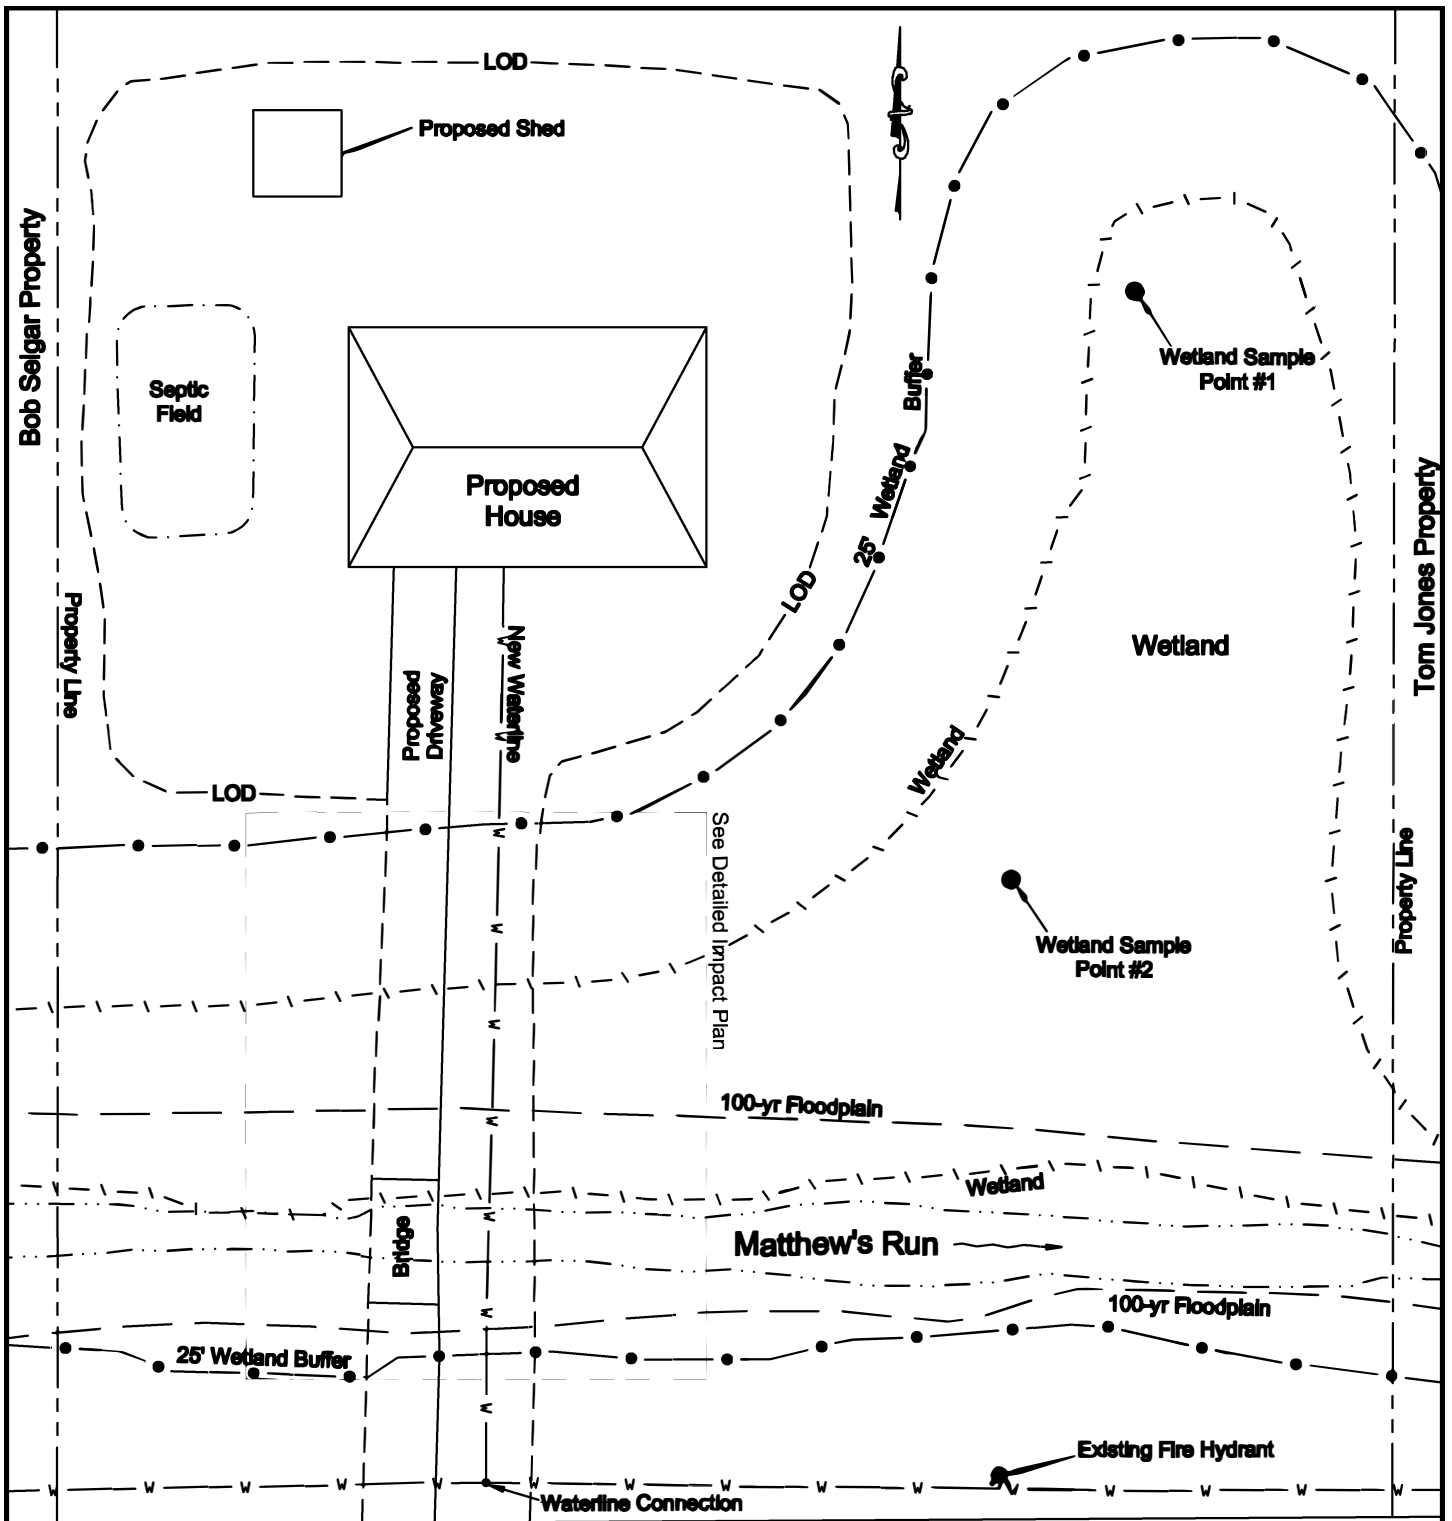 LOD
Proposed Shed
Bob Selgar Property
Buffer
Wetland
25'
Wetland Sample
Point #1
Septic
Field
Proposed
House
Tom Jones Property
LOD
Property Line
New Waterline
W
W
Proposed
Driveway
Wetland
Wetland
LOD
W
See Detailed Impact Plan
Property Line
W
Wetland Sample
Point #2
W
100-yr Floodplain
W
Wetland
W
Bridge
Matthew's Run
100-yr Floodplain
W
25' Wetland Buffer
W
Existing Fire Hydrant
W W W W W W W W W W W W W W W
Waterline Connection